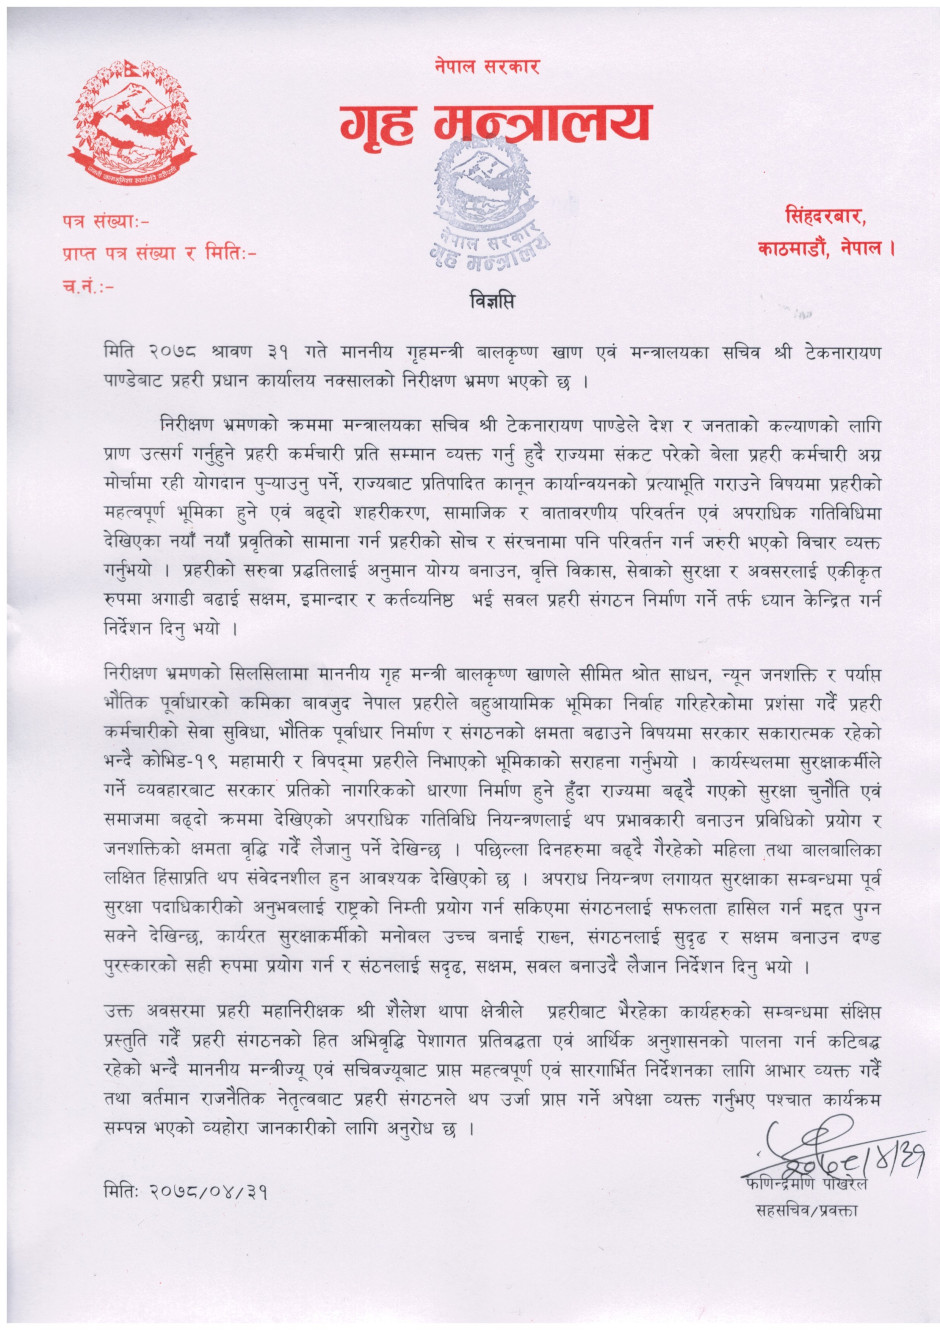 नेपाल सरकार
गृह मन्त्रालय
नेपाल सरकार
गृह मन्त्रालय
पत्र संख्याः–
प्राप्त पत्र संख्या र मितिः–
च.नं.ः–
सिंहदरबार,
काठमाडौं, नेपाल ।
विज्ञप्ति
मिति २०७८ श्रावण ३१ गते माननीय गृहमन्त्री बालकृष्ण खाण एवं मन्त्रालयका सचिव श्री टेकनारायण
पाण्डेबाट प्रहरी प्रधान कार्यालय नक्सालको निरीक्षण भ्रमण भएको छ ।
निरीक्षण भ्रमणको क्रममा मन्त्रालयका सचिव श्री टेकनारायण पाण्डेले देश र जनताको कल्याणको लागि
प्राण उत्सर्ग गर्नुहुने प्रहरी कर्मचारी प्रति सम्मान व्यक्त गर्नु हुदै राज्यमा संकट परेको बेला प्रहरी कर्मचारी अग्र
मोर्चामा रही योगदान पुऱ्याउनु पर्ने, राज्यबाट प्रतिपादित कानून कार्यान्वयनको प्रत्याभूति गराउने विषयमा प्रहरीको
महत्वपूर्ण भूमिका हुने एवं बढ्दो शहरीकरण, सामाजिक र वातावरणीय परिवर्तन एवं अपराधिक गतिविधिमा
देखिएका नयाँ नयाँ प्रवृतिको सामाना गर्न प्रहरीको सोच र संरचनामा पनि परिवर्तन गर्न जरुरी भएको विचार व्यक्त
गर्नुभयो । प्रहरीको सरुवा प्रद्धतिलाई अनुमान योग्य बनाउन, वृत्ति विकास, सेवाको सुरक्षा र अवसरलाई एकीकृत
रुपमा अगाडी बढाई सक्षम, इमान्दार र कर्तव्यनिष्ठ भई सवल प्रहरी संगठन निर्माण गर्ने तर्फ ध्यान केन्द्रित गर्न
निर्देशन दिनु भयो ।
निरीक्षण भ्रमणको सिलसिलामा माननीय गृह मन्त्री बालकृष्ण खाणले सीमित श्रोत साधन, न्यून जनशक्ति र पर्याप्त
भौतिक पूर्वाधारको कमिका बावजुद नेपाल प्रहरीले बहुआयामिक भूमिका निर्वाह गरिहरेकोमा प्रशंसा गर्दै प्रहरी
कर्मचारीको सेवा सुविधा, भौतिक पूर्वाधार निर्माण र संगठनको क्षमता बढाउने विषयमा सरकार सकारात्मक रहेको
भन्दै कोभिड-१९ महामारी र विपद्मा प्रहरीले निभाएको भूमिकाको सराहना गर्नुभयो । कार्यस्थलमा सुरक्षाकर्मीले
गर्ने व्यवहारबाट सरकार प्रतिको नागरिकको धारणा निर्माण हुने हुँदा राज्यमा बढ्दै गएको सुरक्षा चुनौति एवं
समाजमा बढ्दो क्रममा देखिएको अपराधिक गतिविधि नियन्त्रणलाई थप प्रभावकारी बनाउन प्रविधिको प्रयोग र
जनशक्तिको क्षमता वृद्धि गर्दै लैजानु पर्ने देखिन्छ । पछिल्ला दिनहरुमा बढ्दै गैरहेको महिला तथा बालबालिका
लक्षित हिंसाप्रति थप संवेदनशील हुन आवश्यक देखिएको छ । अपराध नियन्त्रण लगायत सुरक्षाका सम्बन्धमा पूर्व
सुरक्षा पदाधिकारीको अनुभवलाई राष्ट्रको निम्ती प्रयोग गर्न सकिएमा संगठनलाई सफलता हासिल गर्न मद्दत पुग्न
सक्ने देखिन्छ, कार्यरत सुरक्षाकर्मीको मनोवल उच्च बनाई राख्न, संगठनलाई सुदृढ र सक्षम बनाउन दण्ड
पुरस्कारको सही रुपमा प्रयोग गर्न र संठनलाई सदृढ, सक्षम, सवल बनाउदै लैजान निर्देशन दिनु भयो ।
उक्त अवसरमा प्रहरी महानिरीक्षक श्री शैलेश थापा क्षेत्रीले प्रहरीबाट भैरहेका कार्यहरुको सम्बन्धमा संक्षिप्त
प्रस्तुति गर्दै प्रहरी संगठनको हित अभिवृद्धि पेशागत प्रतिवद्धता एवं आर्थिक अनुशासनको पालना गर्न कटिबद्ध
रहेको भन्दै माननीय मन्त्रीज्यू एवं सचिवज्यूबाट प्राप्त महत्वपूर्ण एवं सारगार्भित निर्देशनका लागि आभार व्यक्त गर्दै
तथा वर्तमान राजनैतिक नेतृत्वबाट प्रहरी संगठनले थप उर्जा प्राप्त गर्ने अपेक्षा व्यक्त गर्नुभए पश्चात कार्यक्रम
सम्पन्न भएको व्यहोरा जानकारीको लागि अनुरोध छ ।
२०७८/४/३१
मितिः २०७८/०४/३१
फणिन्द्रमणि पोखरेल
सहसचिव/प्रवक्ता